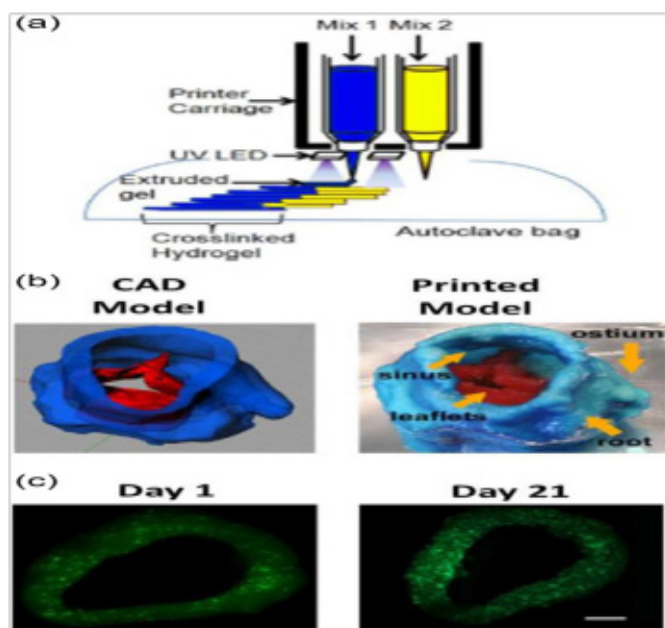 (a)
Mix 1 Mix 2
Printer
Carriage
UV LED
Extruded
gel
Crosslinked
Hydrogel
Autoclave bag
(b)
CAD
Model
Printed
Model
ostium
sinus
leaflets
root
(c)
Day 1
Day 21